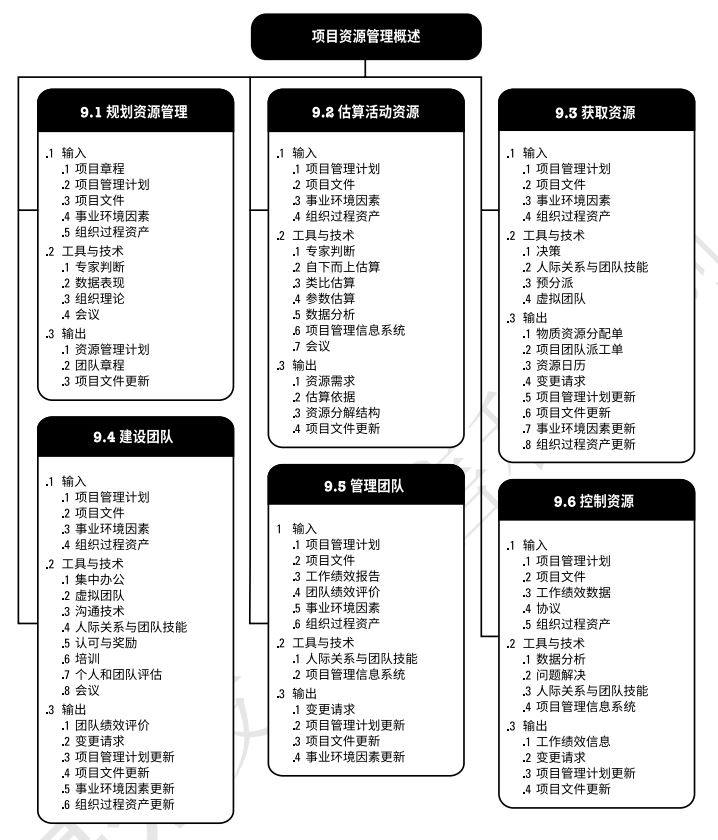 项目资源管理概述
9.1 规划资源管理
.1 输入
.1 项目章程
.2 项目管理计划
.3 项目文件
.4 事业环境因素
.5 组织过程资产
.2 工具与技术
.1 专家判断
.2 数据表现
.3 组织理论
.4 会议
.3 输出
.1 资源管理计划
.2 团队章程
.3 项目文件更新
9.2 估算活动资源
.1 输入
.1 项目管理计划
.2 项目文件
.3 事业环境因素
.4 组织过程资产
.2 工具与技术
.1 专家判断
.2 自下而上估算
.3 类比估算
.4 参数估算
.5 数据分析
.6 项目管理信息系统
.7 会议
.3 输出
.1 资源需求
.2 估算依据
.3 资源分解结构
.4 项目文件更新
9.3 获取资源
.1 输入
.1 项目管理计划
.2 项目文件
.3 事业环境因素
.4 组织过程资产
.2 工具与技术
.1 决策
.2 人际关系与团队技能
.3 预分派
.4 虚拟团队
.3 输出
.1 物质资源分配单
.2 项目团队派工单
.3 资源日历
.4 变更请求
.5 项目管理计划更新
.6 项目文件更新
.7 事业环境因素更新
.8 组织过程资产更新
9.4 建设团队
.1 输入
.1 项目管理计划
.2 项目文件
.3 事业环境因素
.4 组织过程资产
.2 工具与技术
.1 集中办公
.2 虚拟团队
.3 沟通技术
.4 人际关系与团队技能
.5 认可与奖励
.6 培训
.7 个人和团队评估
.8 会议
.3 输出
.1 团队绩效评价
.2 变更请求
.3 项目管理计划更新
.4 项目文件更新
.5 事业环境因素更新
.6 组织过程资产更新
9.5 管理团队
1 输入
.1 项目管理计划
.2 项目文件
.3 工作绩效报告
.4 团队绩效评价
.5 事业环境因素
.6 组织过程资产
.2 工具与技术
.1 人际关系与团队技能
.2 项目管理信息系统
.3 输出
.1 变更请求
.2 项目管理计划更新
.3 项目文件更新
.4 事业环境因素更新
9.6 控制资源
.1 输入
.1 项目管理计划
.2 项目文件
.3 工作绩效数据
.4 协议
.5 组织过程资产
.2 工具与技术
.1 数据分析
.2 问题解决
.3 人际关系与团队技能
.4 项目管理信息系统
.3 输出
.1 工作绩效信息
.2 变更请求
.3 项目管理计划更新
.4 项目文件更新